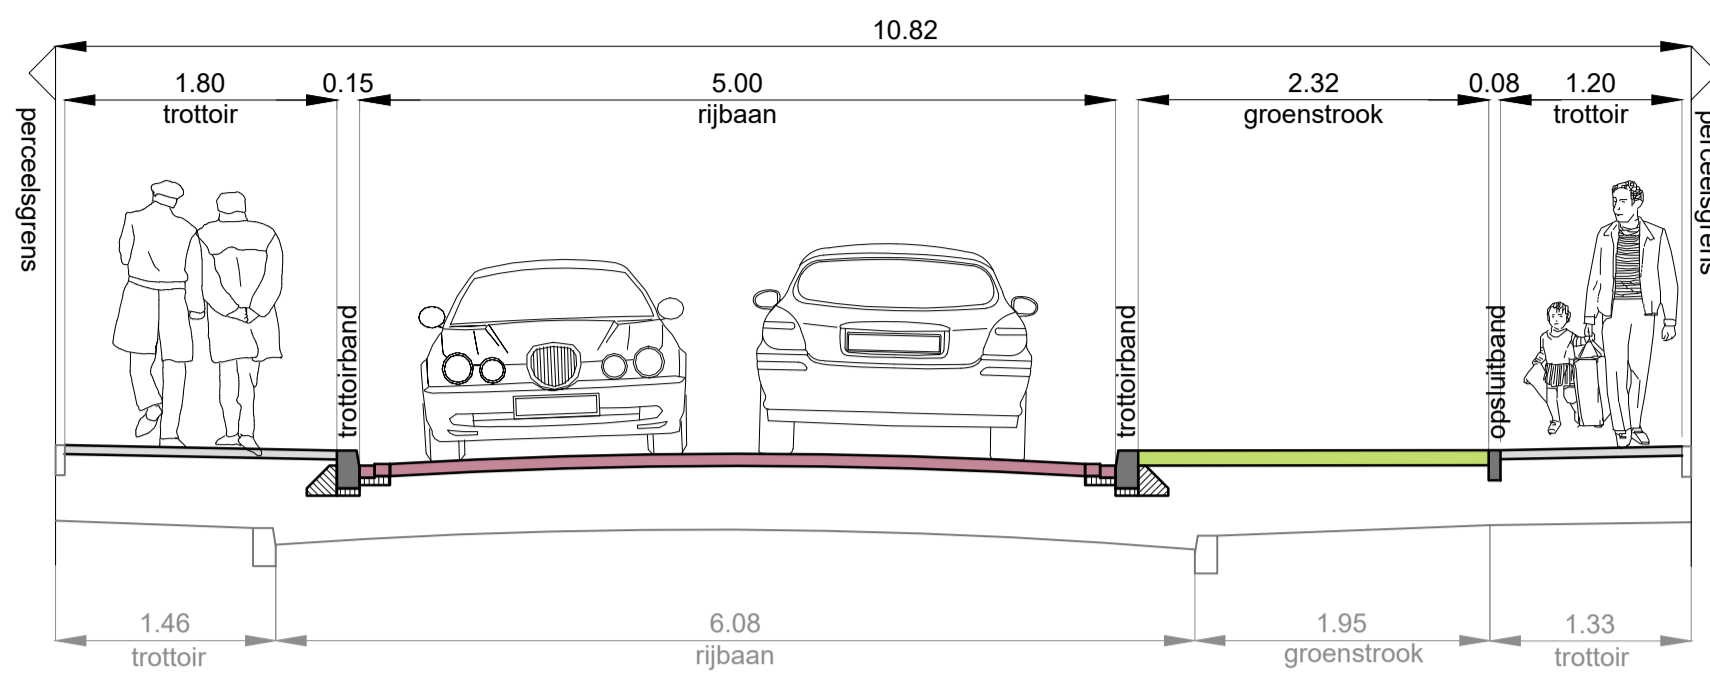 10.82
1.80
0.15
5.00
2.32
0.08
1.20
trottoir
rijbaan
groenstrook
trottoir
perceelsgrens
perceelsgrens
trottoirband
trottoirband
opsluitband
1.46
6.08
1.95
1.33
trottoir
rijbaan
groenstrook
trottoir